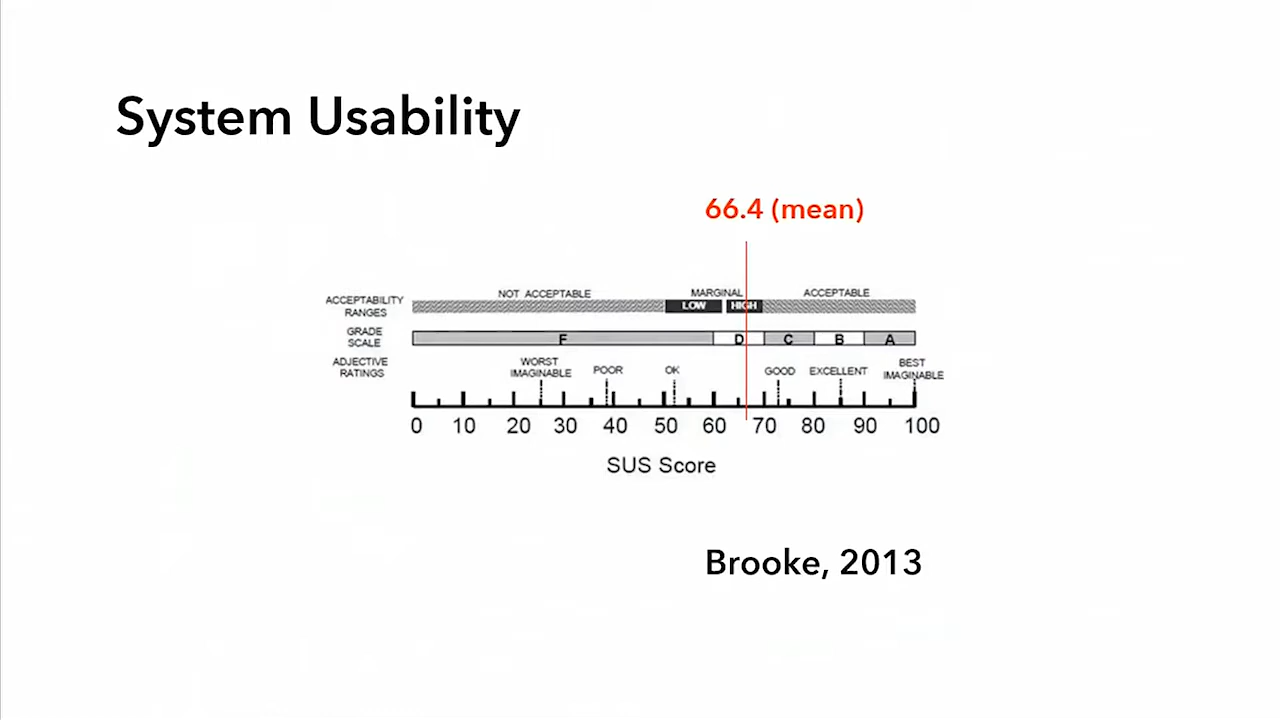 System Usability
66.4 (mean)
NOT ACCEPTABLE MARGINAL ACCEPTABLE
ACCEPTABILITY RANGES LOW HIGH
GRADE SCALE F D C B A
ADJECTIVE RATINGS WORST IMAGINABLE POOR OK GOOD EXCELLENT BEST IMAGINABLE
0 10 20 30 40 50 60 70 80 90 100
SUS Score
Brooke, 2013